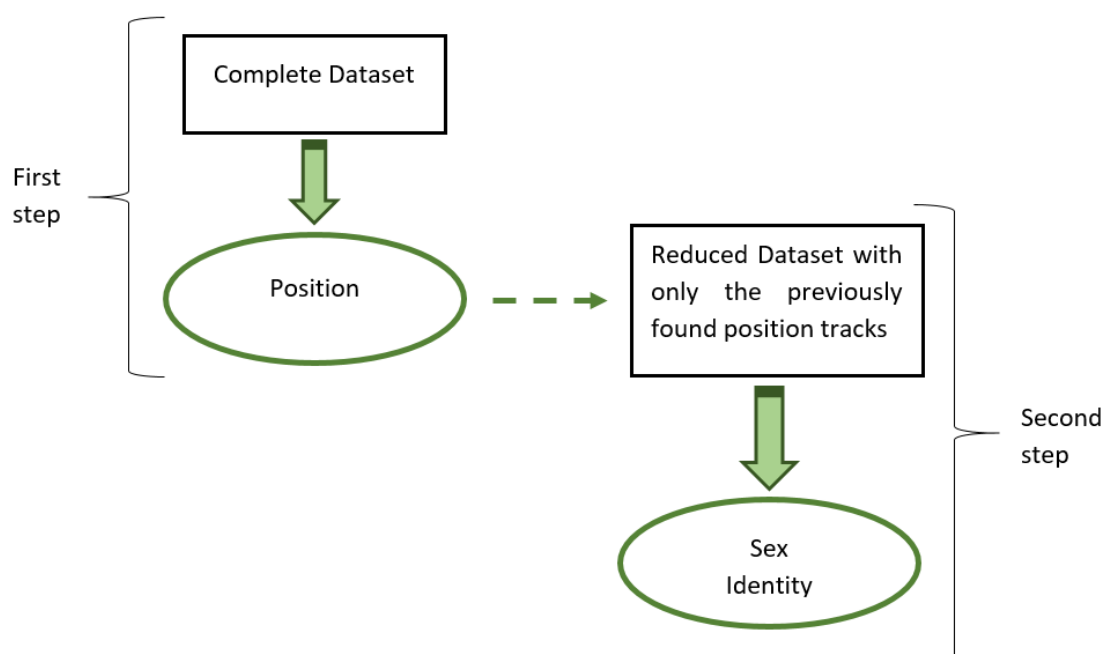 Complete Dataset
First
step
Position
Reduced Dataset with
only the previously
found position tracks
Second
step
Sex
Identity